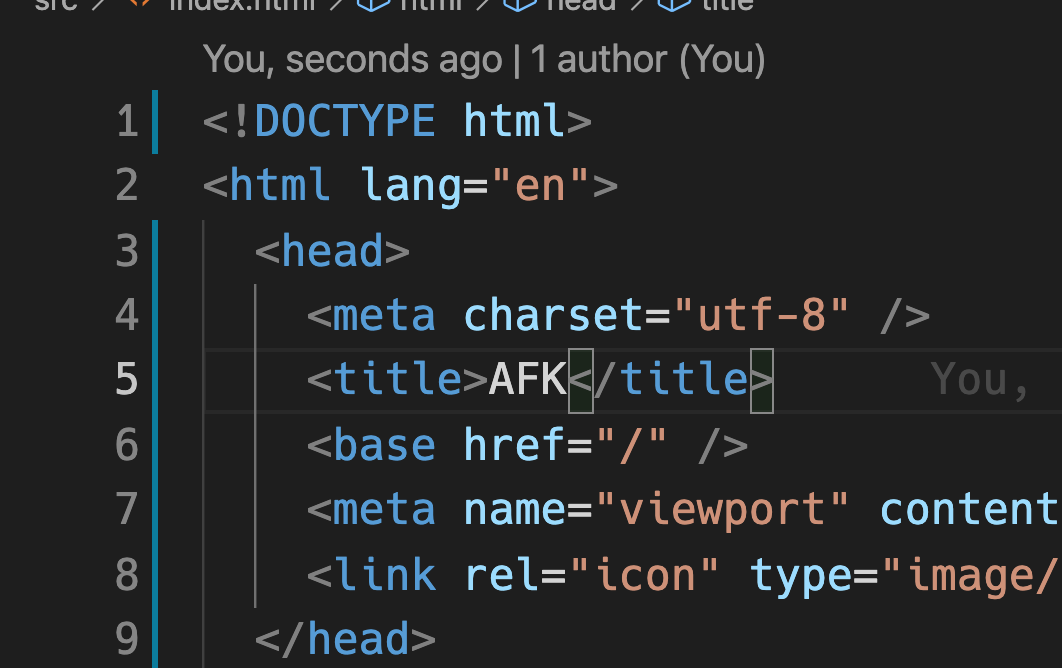 src > index.html > html > head > title
You, seconds ago | 1 author (You)
1 <!DOCTYPE html>
2 <html lang="en">
3 <head>
4 <meta charset="utf-8" />
5 <title>AFK</title> You,
6 <base href="/" />
7 <meta name="viewport" content
8 <link rel="icon" type="image/
9 </head>